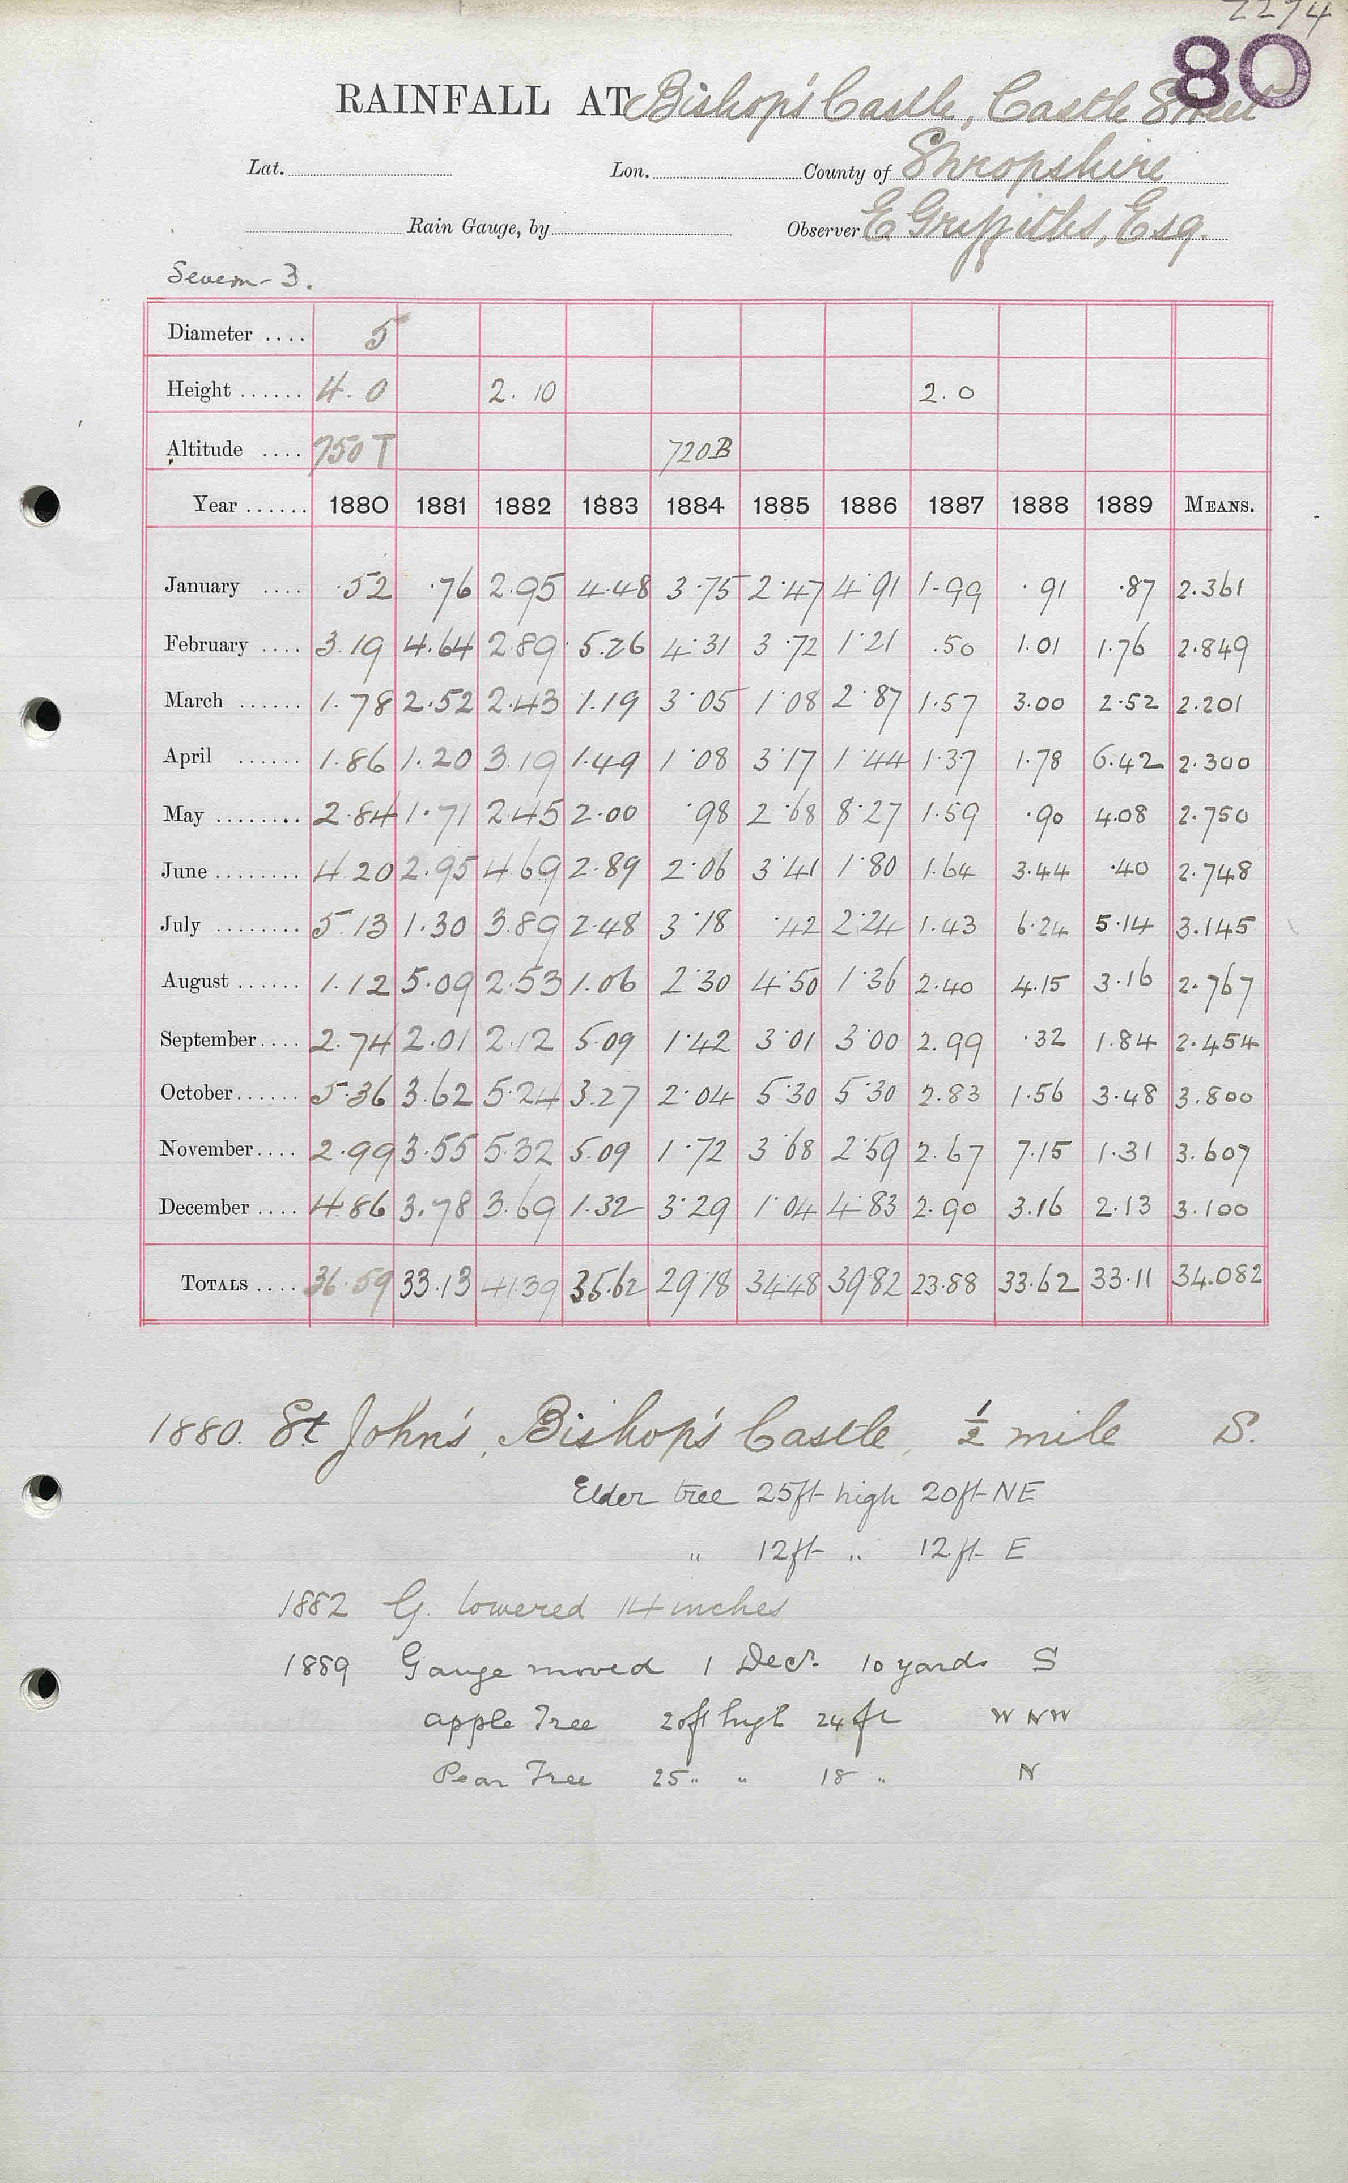 2274
80
RAINFALL AT Bishop's Castle, Castle Street
Lat. Lon. County of Shropshire
Rain Gauge, by Observer E Griffiths, Esq.
Severn - 3.
Diameter .... 5
Height ...... 4. 0 2. 10 2. 0
Altitude .... 750 T 720 B
Year ...... 1880 1881 1882 1883 1884 1885 1886 1887 1888 1889 MEANS.
January .... .52 .76 2.95 4.48 3.75 2.47 4.91 1.99 .91 .87 2.361
February .... 3.19 4.64 2.89 5.26 4.31 3.72 1.21 .50 1.01 1.76 2.849
March ...... 1.78 2.52 2.43 1.19 3.05 1.08 2.87 1.57 3.00 2.52 2.201
April ...... 1.86 1.20 3.19 1.49 1.08 3.17 1.44 1.37 1.78 6.42 2.300
May ........ 2.84 1.71 2.45 2.00 .98 2.68 8.27 1.59 .90 4.08 2.750
June ........ 4.20 2.95 4.69 2.89 2.06 3.41 1.80 1.64 3.44 .40 2.748
July ........ 5.13 1.30 3.89 2.48 3.18 .42 2.24 1.43 6.24 5.14 3.145
August ...... 1.12 5.09 2.53 1.06 2.30 4.50 1.36 2.40 4.15 3.16 2.767
September.... 2.74 2.01 2.12 5.09 1.42 3.01 3.00 2.99 .32 1.84 2.454
October...... 5.36 3.62 5.24 3.27 2.04 5.30 5.30 2.83 1.56 3.48 3.800
November.... 2.99 3.55 5.32 5.09 1.72 3.68 2.59 2.67 7.15 1.31 3.607
December .... 4.86 3.78 3.69 1.32 3.29 1.04 4.83 2.90 3.16 2.13 3.100
TOTALS .... 36.59 33.13 41.39 35.62 29.18 34.48 39.82 23.88 33.62 33.11 34.082
1880. St John's, Bishop's Castle, ½ mile S.
Elder tree 25ft high 20ft NE
" 12ft " 12ft E
1882 G. lowered 14 inches
1889 Gauge moved 1 Decr. 10 yards S
apple Tree 20ft high 24 ft WNW
Pear Tree 25 " " 18 " N